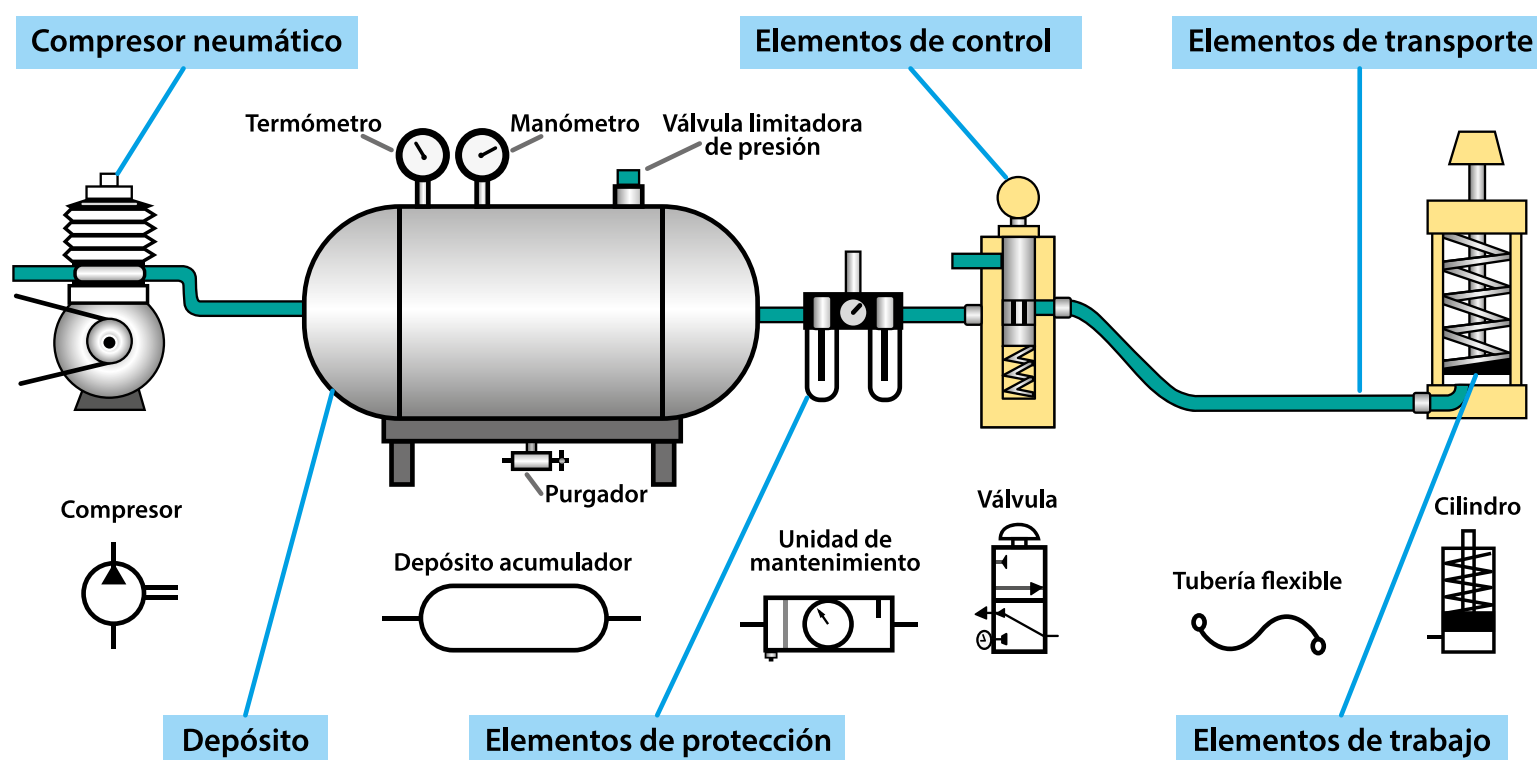 Compresor neumático
Elementos de control
Elementos de transporte
Termómetro
Manómetro
Válvula limitadora
de presión
Purgador
Compresor
Depósito acumulador
Unidad de
mantenimiento
Válvula
Tubería flexible
Cilindro
Depósito
Elementos de protección
Elementos de trabajo